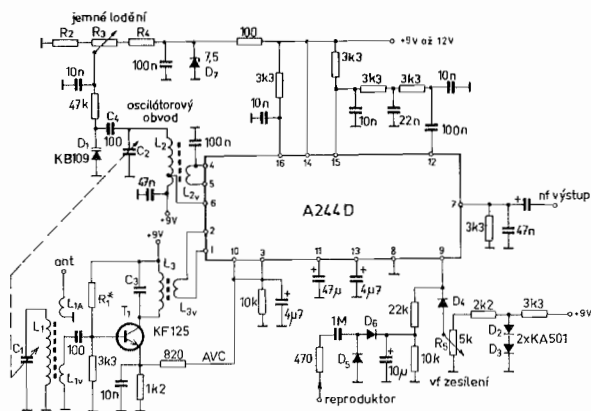 jemné lodění
R2 R3 R4
100
+9V až 12V
10n
100n
7,5
D7
3k3
3k3
3k3
3k3
10n
oscilátorový
obvod
47k
C4
100
10n
10n
22n
100n
D1
KB109
C2
L2
100n
47n
L2v
+9V
4
5
6
2
1
16
14
15
12
A244D
7
nf výstup
3k3
47n
10
3
11
13
8
9
+9V
ant
L3
C3
L3v
L1A
R1*
T1
KF125
L1
C1
L1v
100
3k3
10n
820
AVC
1k2
10k
4µ7
47µ
4µ7
22k
D4
2k2
3k3
1M
D6
R5
5k
D2
2xKA501
D3
470
D5
10µ
10k
vf zesílení
reproduktor